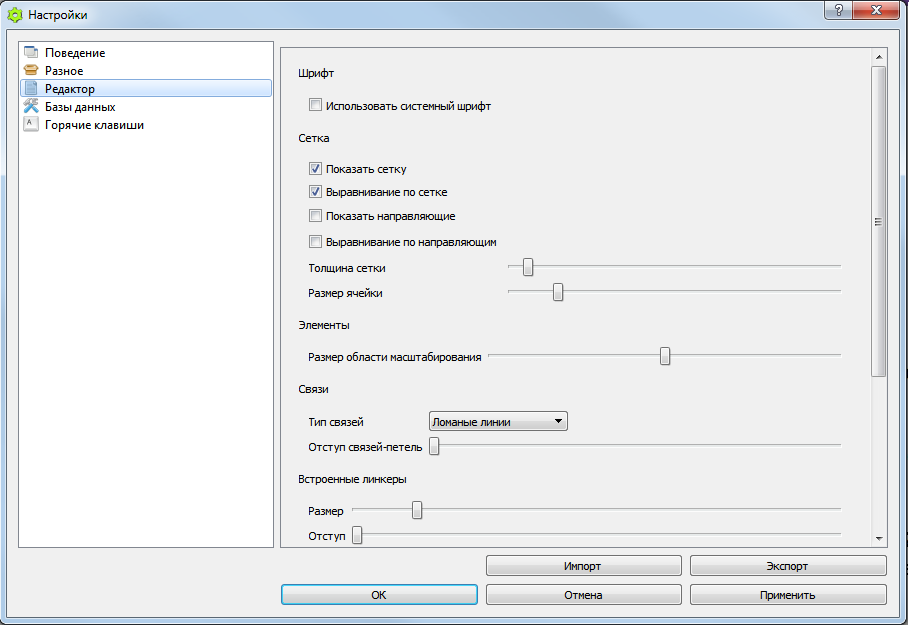 Настройки
?
Поведение
Разное
Редактор
Базы данных
Горячие клавиши
Шрифт
Использовать системный шрифт
Сетка
Показать сетку
Выравнивание по сетке
Показать направляющие
Выравнивание по направляющим
Толщина сетки
Размер ячейки
Элементы
Размер области масштабирования
Связи
Тип связей Ломаные линии
Отступ связей-петель
Встроенные линкеры
Размер
Отступ
Импорт Экспорт
OK Отмена Применить